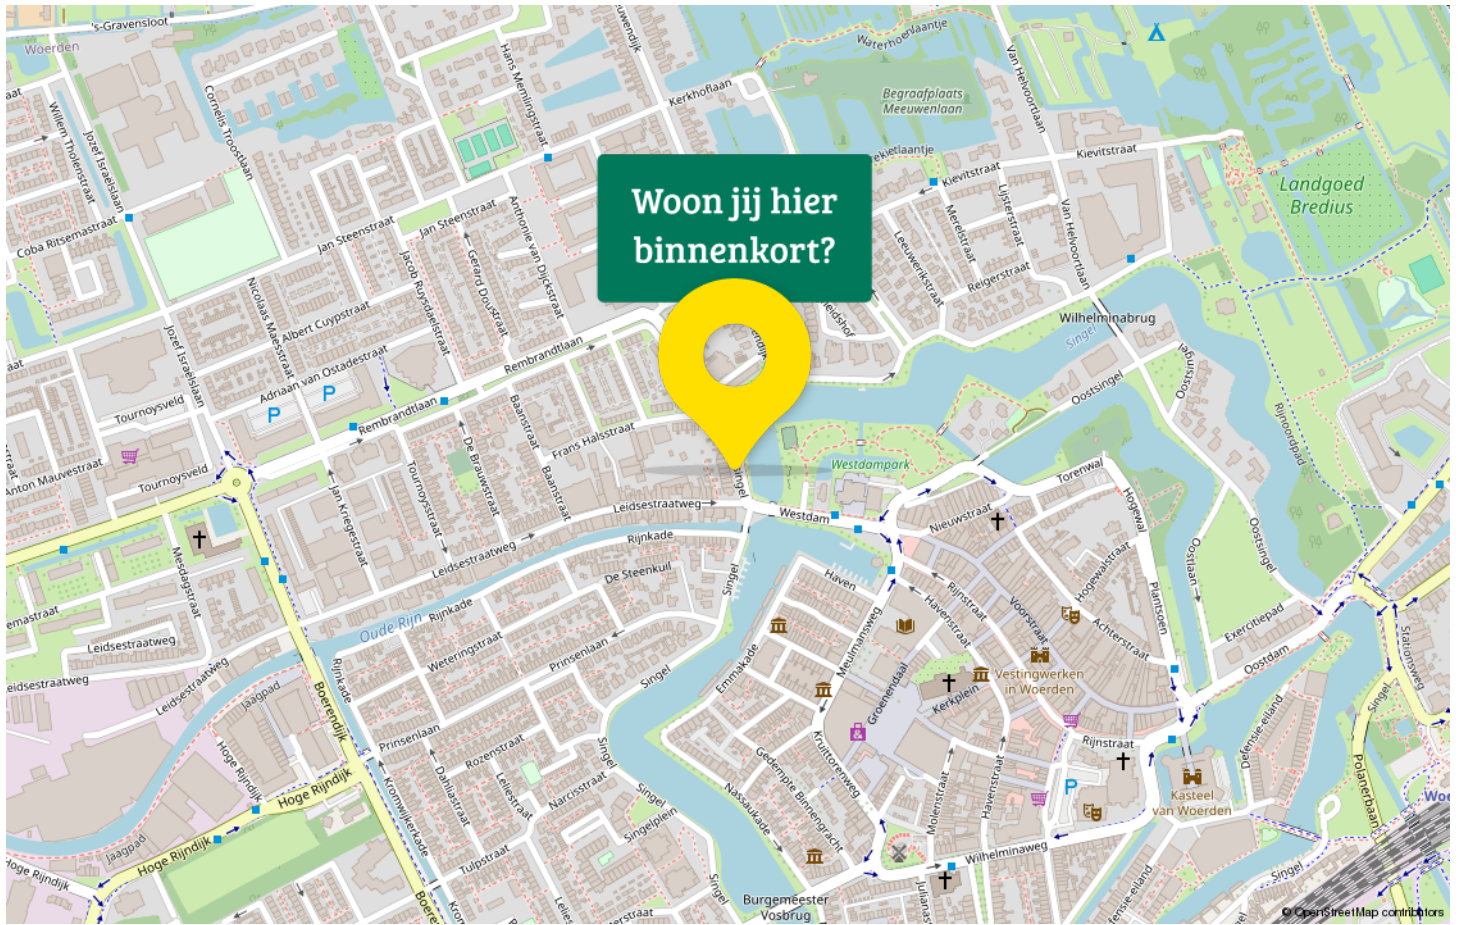 's-Gravensloot
Woerden
Willem Tholenstraat
Jozef Israëlslaan
Cornelis Troostlaan
Hans Memlingstraat
Kerkhoflaan
Waterhoenlaantje
Begraafplaats
Meeuwenlaan
Van Helvoortlaan
Kievitstraat
Kievitstraat
Landgoed
Bredius
Woon jij hier
binnenkort?
Coba Ritsemastraat
Jan Steenstraat
Jan Steenstraat
Anthonie van Dijckstraat
Gerard Doustraat
Jacob Ruysdaelstraat
Nicolaas Maesstraat
Albert Cuypstraat
Adriaan van Ostadestraat
Jozef Israëlslaan
Merelstraat
Lijsterstraat
Leeuwerikstraat
Reigerstraat
Van Helvoortlaan
Wilhelminabrug
Singel
Oostsingel
Oostsingel
Rijnoordpad
Rembrandtlaan
Rembrandtlaan
P
P
Tournoysveld
Tournoysveld
Anton Mauvestraat
Baanstraat
Baanstraat
Frans Halsstraat
De Brauwstraat
Tournoysstraat
Jan Kriegestraat
Leidsestraatweg
Leidsestraatweg
Singel
Westdam
Westdampark
Nieuwstraat
Torenwal
Hogewal
Hogewalstraat
Plantsoen
Oostlaan
Oostsingel
Exercitiepad
Oostdam
Stationsweg
Mesdagstraat
Leidsestraatweg
Leidsestraatweg
Jaagpad
Hoge Rijndijk
Rijnkade
Boerendijk
Oude Rijn
Rijnkade
Rijnkade
De Steenkuil
Weteringstraat
Prinsenlaan
Prinsenlaan
Singel
Singel
Haven
Emmakade
Meulmansweg
Havenstraat
Rijnstraat
Voorstraat
Achterstraat
Vestingwerken
in Woerden
Groenendaal
Kerkplein
Rijnstraat
P
Kasteel
van Woerden
Defensie-eiland
Singel
Polanerbaan
Rozenstraat
Dahliastraat
Leliestraat
Narcisstraat
Tulpstraat
Kromwijkerkade
Singel
Singel
Singelplein
Singel
Nassaukade
Gedempte Binnengracht
Kruittorenweg
Molenstraat
Havenstraat
Wilhelminaweg
Burgemeester
Vosbrug
Hoge Rijndijk
Hoge Rijndijk
Hoge Rijndijk
Jaagpad
Singel
© OpenStreetMap contributors